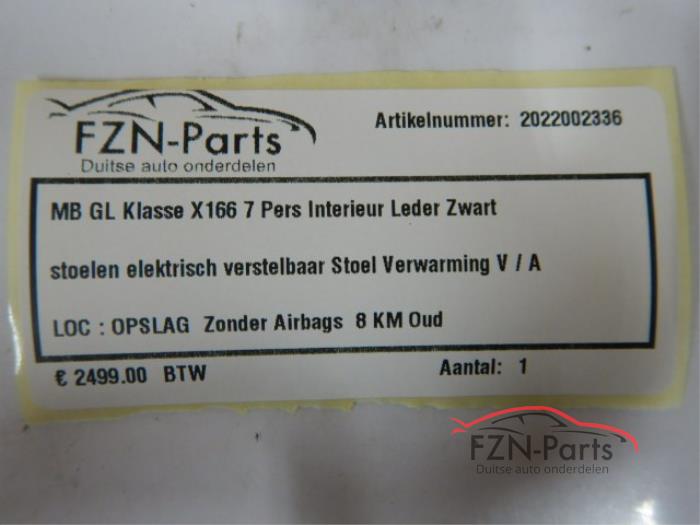 FZN-Parts
Duitse auto onderdelen
Artikelnummer: 2022002336
MB GL Klasse X166 7 Pers Interieur Leder Zwart
stoelen elektrisch verstelbaar Stoel Verwarming V / A
LOC : OPSLAG Zonder Airbags 8 KM Oud
€ 2499.00 BTW
Aantal: 1
FZN-Parts
Duitse auto onderdelen